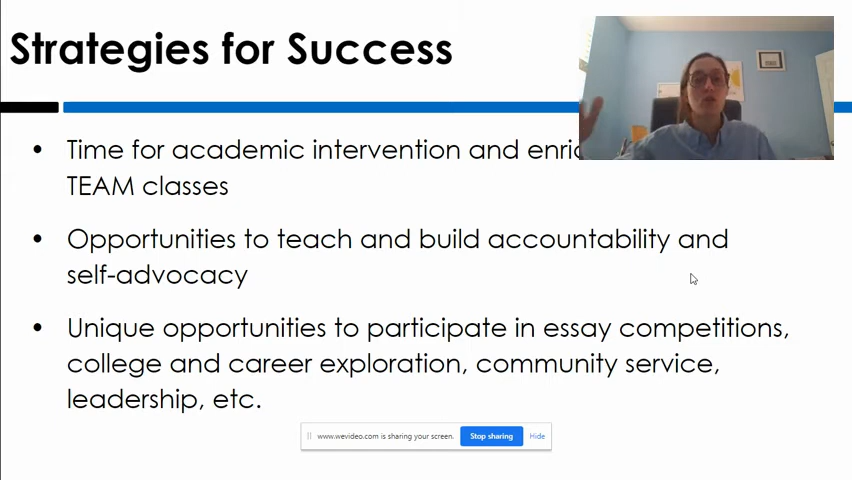 Strategies for Success
• Time for academic intervention and
TEAM classes
• Opportunities to teach and build accountability and
self-advocacy
• Unique opportunities to participate in essay competitions,
college and career exploration, community service,
leadership, etc.
www.wevideo.com is sharing your screen. Stop sharing Hide